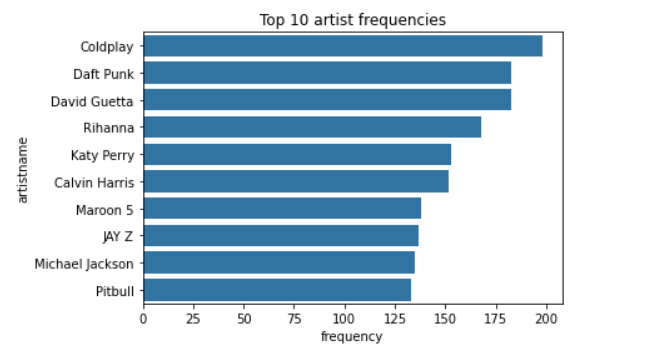 Top 10 artist frequencies
artistname
Coldplay
Daft Punk
David Guetta
Rihanna
Katy Perry
Calvin Harris
Maroon 5
JAY Z
Michael Jackson
Pitbull
0 25 50 75 100 125 150 175 200
frequency